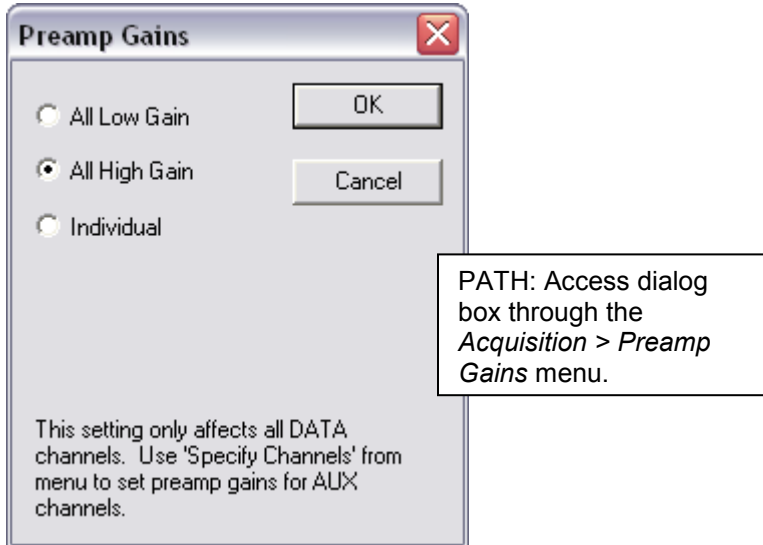 Preamp Gains
All Low Gain
OK
All High Gain
Cancel
Individual
PATH: Access dialog
box through the
Acquisition > Preamp
Gains menu.
This setting only affects all DATA
channels. Use 'Specify Channels' from
menu to set preamp gains for AUX
channels.